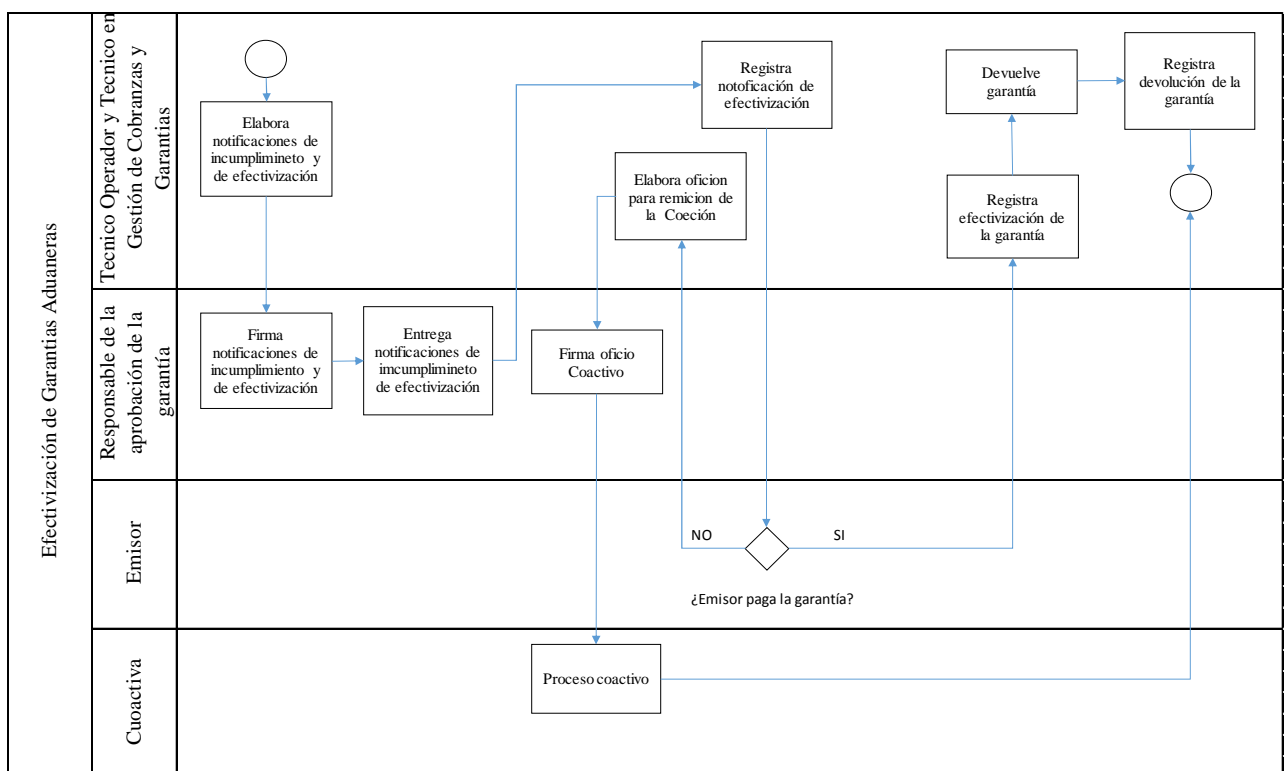 Efectivización de Garantias Aduaneras
Tecnico Operador y Tecnico en
Gestión de Cobranzas y
Garantias
Elabora
notificaciones de
incumplimineto y
de efectivización
Registra
notoficación de
efectivización
Elabora oficion
para remicion de
la Coeción
Devuelve
garantía
Registra
devolución de la
garantía
Registra
efectivización de
la garantía
Responsable de la
aprobación de la
garantía
Firma
notificaciones de
incumplimiento y
de efectivización
Entrega
notificaciones de
imcumplimineto
de efectivización
Firma oficio
Coactivo
Emisor
NO
SI
¿Emisor paga la garantía?
Cuoactiva
Proceso coactivo